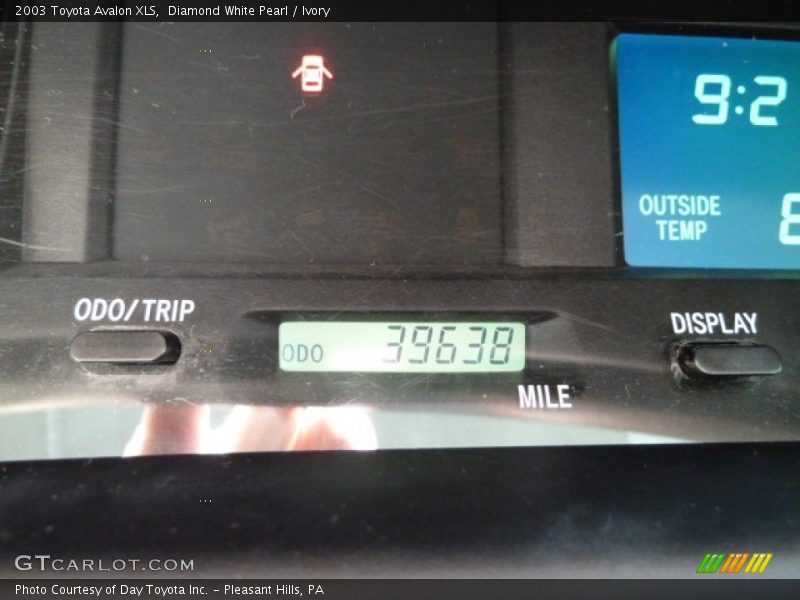 2003 Toyota Avalon XLS,  Diamond White Pearl / Ivory
9:2
OUTSIDE
TEMP
ODO/TRIP
DISPLAY
ODO 39638
MILE
GTCARLOT.COM
Photo Courtesy of Day Toyota Inc. - Pleasant Hills, PA